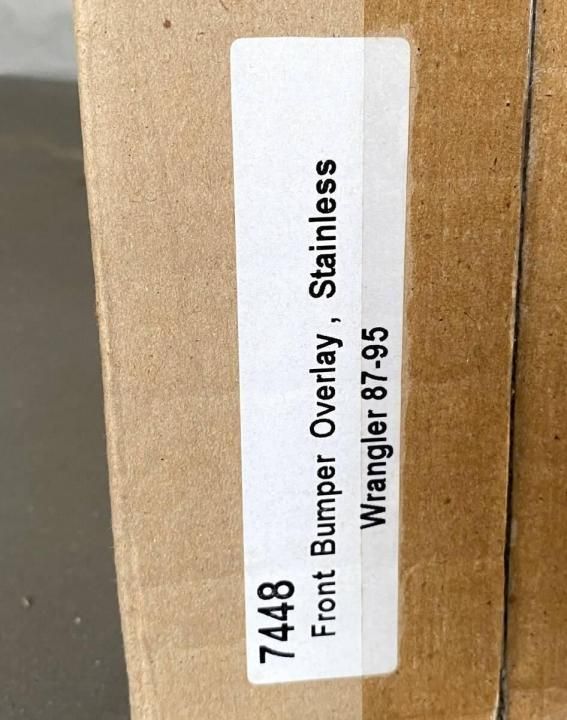 7448
Front Bumper Overlay , Stainless
Wrangler 87-95